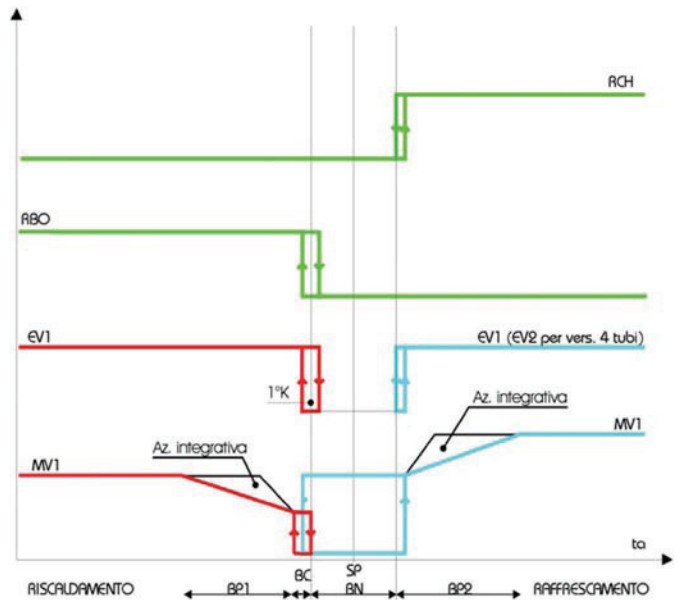 RCH
RBO
EV1
EV1 (EV2 per vers. 4 tubi)
1°K
Az. integrativa
MV1
Az. integrativa
MV1
ta
RISCALDAMENTO
BP1
BC
SP
BN
BP2
RAFFRESCAMENTO